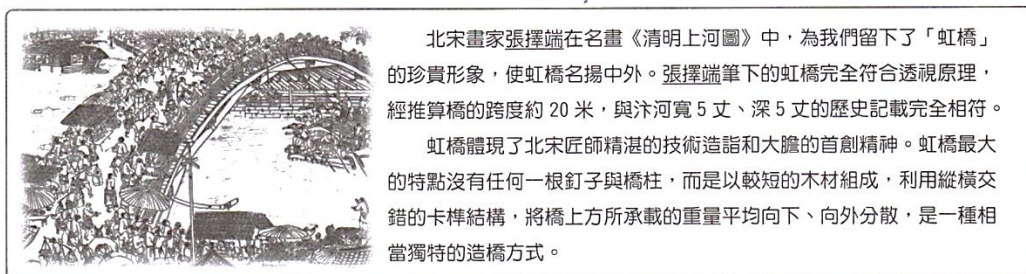 北宋畫家張擇端在名畫《清明上河圖》中，為我們留下了「虹橋」
的珍貴形象，使虹橋名揚中外。張擇端筆下的虹橋完全符合透視原理，
經推算橋的跨度約 20 米，與汴河寬 5 丈、深 5 丈的歷史記載完全相符。
虹橋體現了北宋匠師精湛的技術造詣和大膽的首創精神。虹橋最大
的特點沒有任何一根釘子與橋柱，而是以較短的木材組成，利用縱橫交
錯的卡榫結構，將橋上方所承載的重量平均向下、向外分散，是一種相
當獨特的造橋方式。